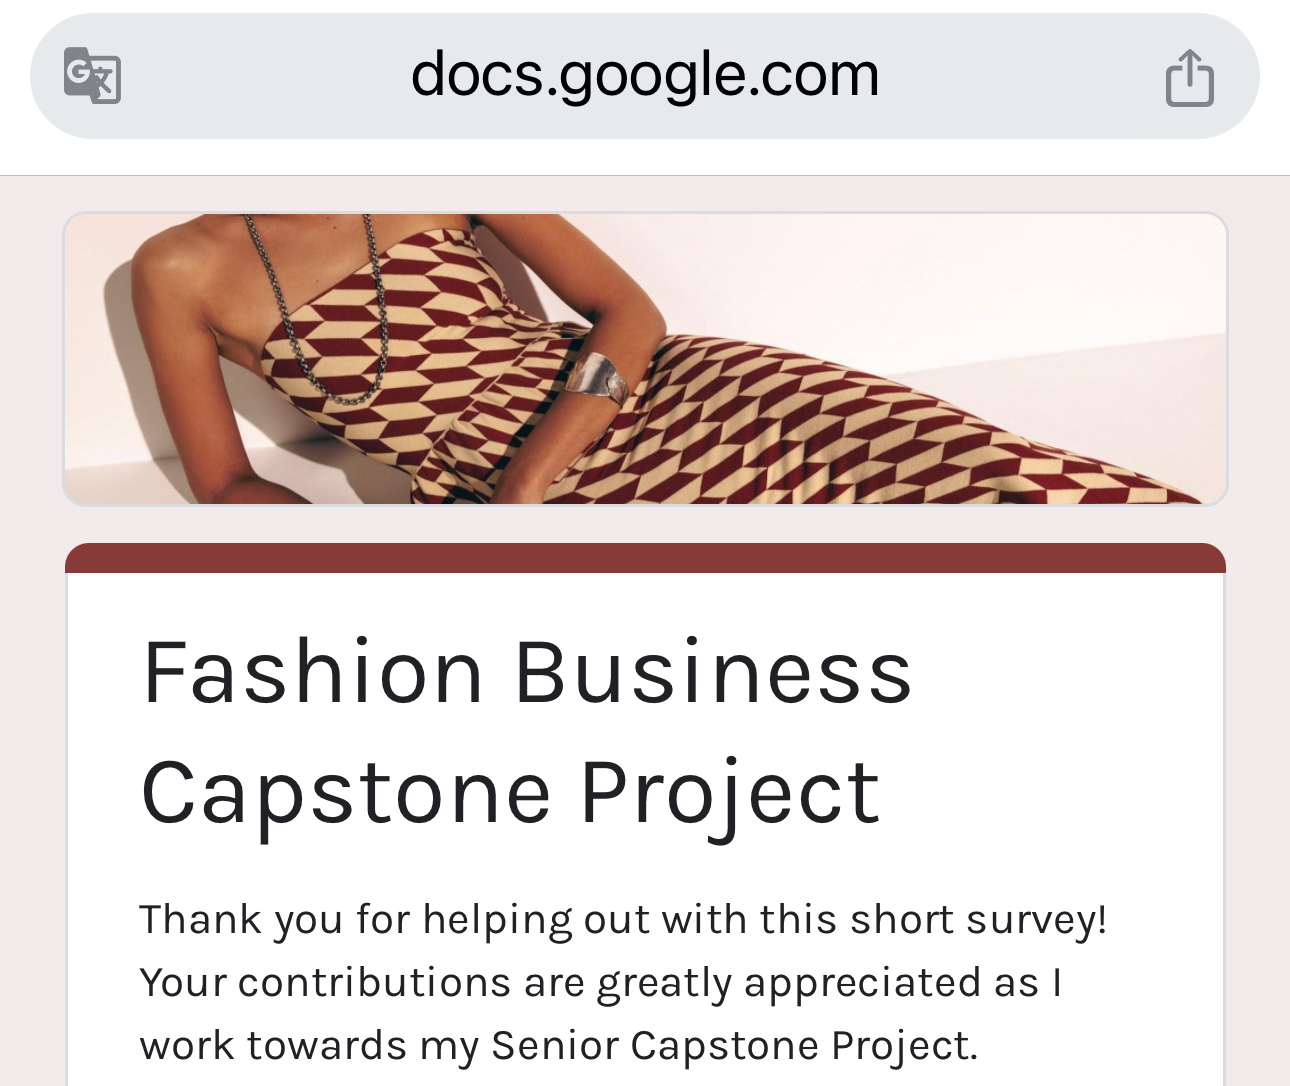 docs.google.com
Fashion Business
Capstone Project
Thank you for helping out with this short survey!
Your contributions are greatly appreciated as I
work towards my Senior Capstone Project.